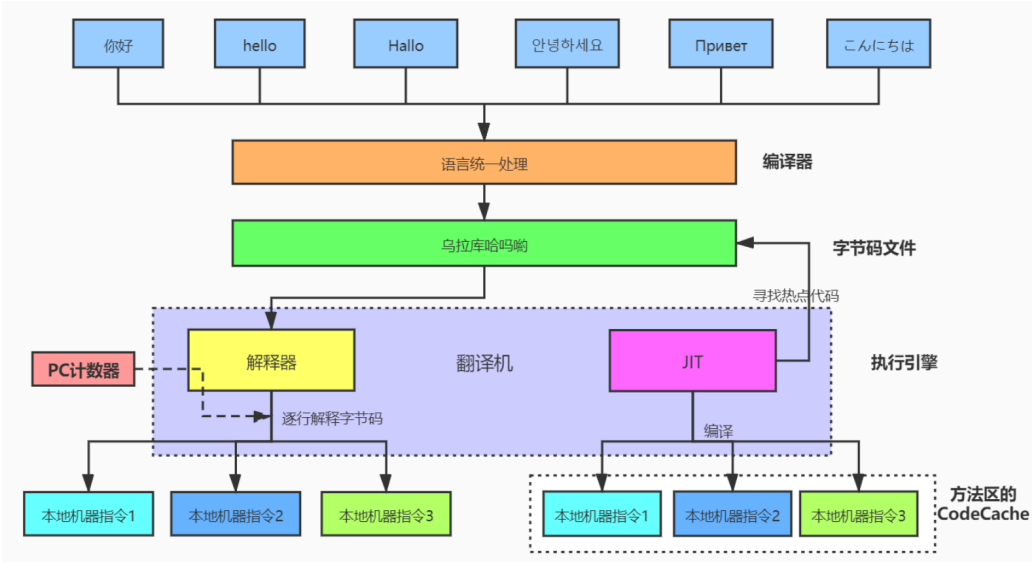 你好
hello
Hallo
안녕하세요
Привет
こんにちは
语言统一处理
编译器
乌拉库哈吗哟
字节码文件
寻找热点代码
解释器
翻译机
JIT
执行引擎
PC计数器
逐行解释字节码
编译
本地机器指令1
本地机器指令2
本地机器指令3
本地机器指令1
本地机器指令2
本地机器指令3
方法区的
CodeCache